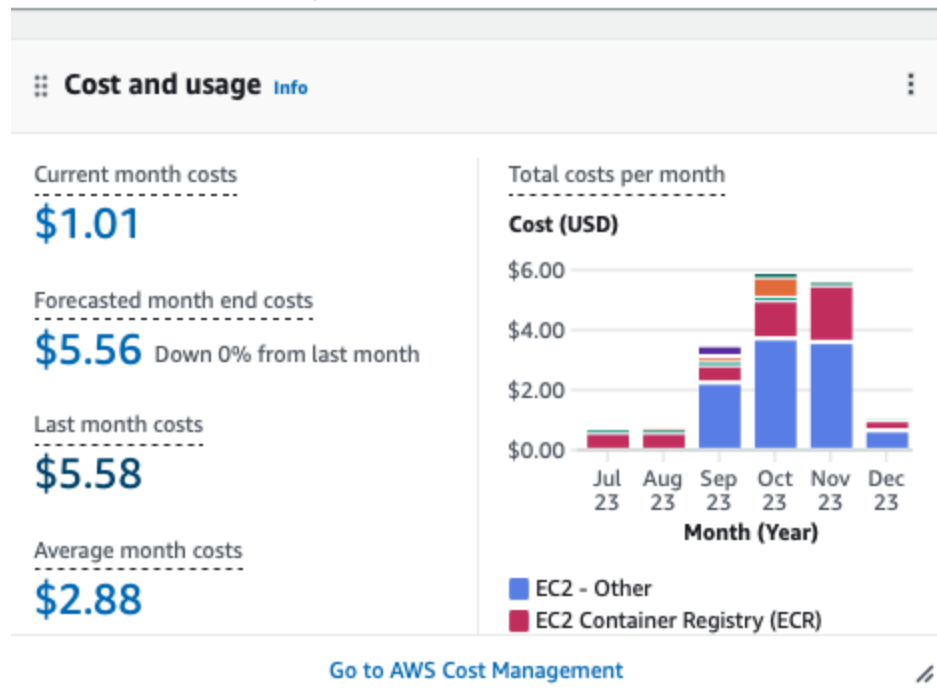 Cost and usage Info
Current month costs
$1.01
Forecasted month end costs
$5.56 Down 0% from last month
Last month costs
$5.58
Average month costs
$2.88
Total costs per month
Cost (USD)
$6.00
$4.00
$2.00
$0.00
Jul Aug Sep Oct Nov Dec
23 23 23 23 23 23
Month (Year)
EC2 - Other
EC2 Container Registry (ECR)
Go to AWS Cost Management